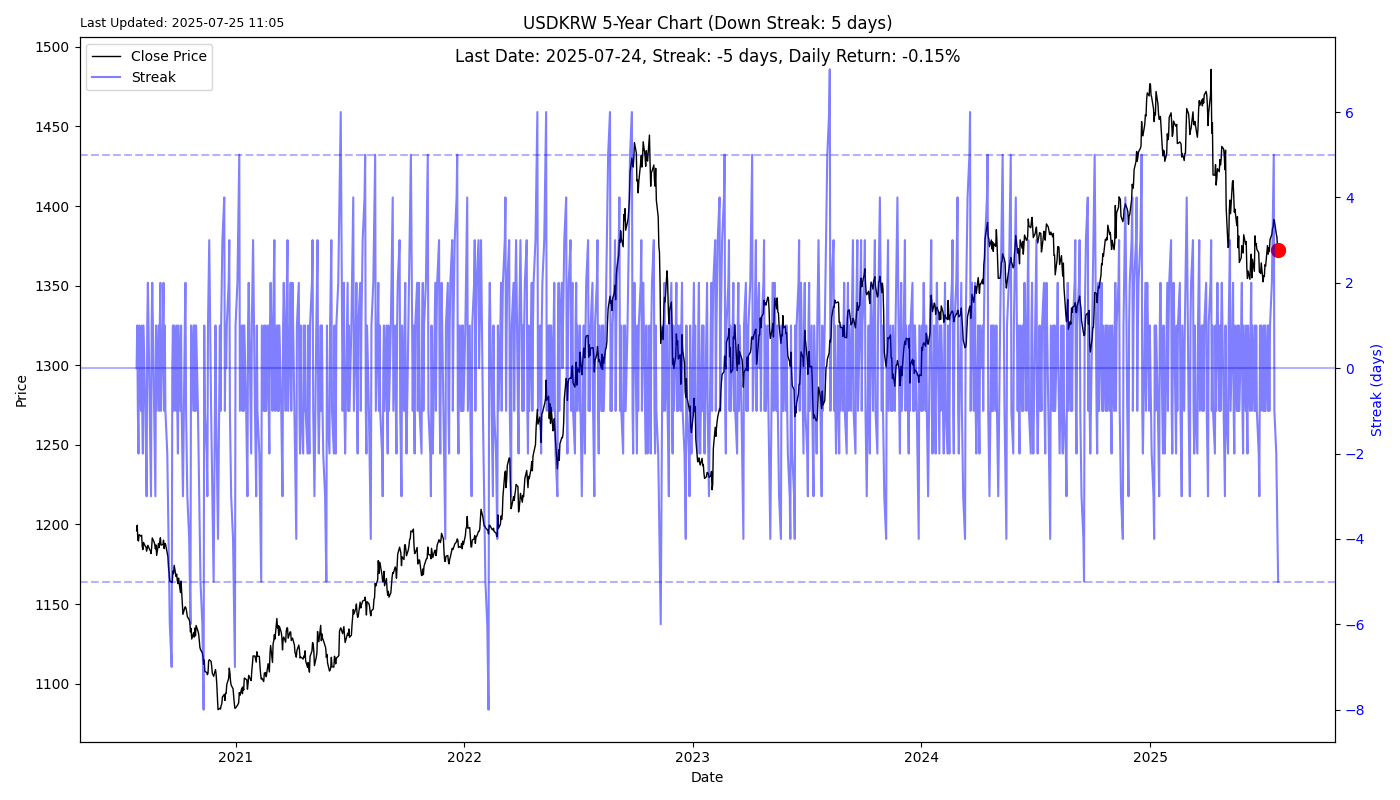 Last Updated: 2025-07-25 11:05
USDKRW 5-Year Chart (Down Streak: 5 days)
Last Date: 2025-07-24, Streak: -5 days, Daily Return: -0.15%
Close Price
Streak
Price
1500
1450
1400
1350
1300
1250
1200
1150
1100
6
4
2
0
−2
−4
−6
−8
Streak (days)
2021
2022
2023
2024
2025
Date